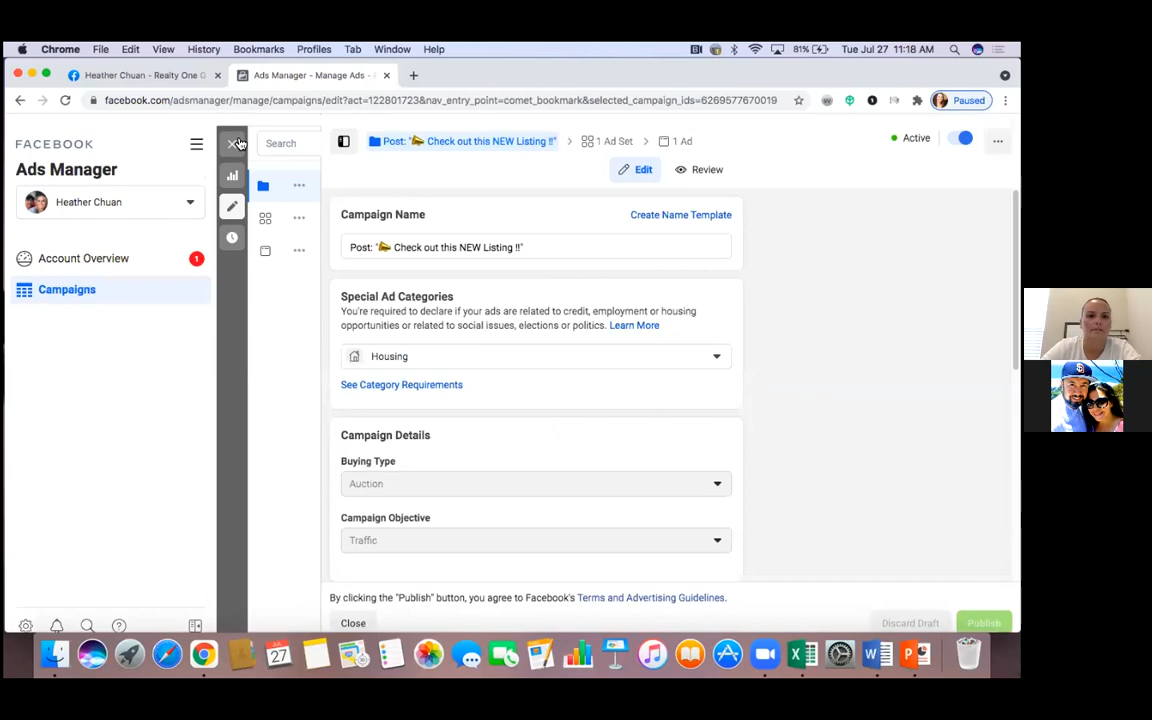 Chrome File Edit View History Bookmarks Profiles Tab Window Help 81% Tue Jul 27 11:18 AM
Heather Chuan - Realty One G Ads Manager - Manage Ads -
facebook.com/adsmanager/manage/campaigns/edit?act=122801723&nav_entry_point=comet_bookmark&selected_campaign_ids=6269577670019 Paused
FACEBOOK
Ads Manager
Heather Chuan
Account Overview 1
Campaigns
Search
Post: "📣 Check out this NEW Listing !!" 1 Ad Set 1 Ad Active
Edit Review
Campaign Name Create Name Template
Post: "📣 Check out this NEW Listing !!"
Special Ad Categories
You're required to declare if your ads are related to credit, employment or housing
opportunities or related to social issues, elections or politics. Learn More
Housing
See Category Requirements
Campaign Details
Buying Type
Auction
Campaign Objective
Traffic
By clicking the "Publish" button, you agree to Facebook's Terms and Advertising Guidelines.
Close Discard Draft Publish